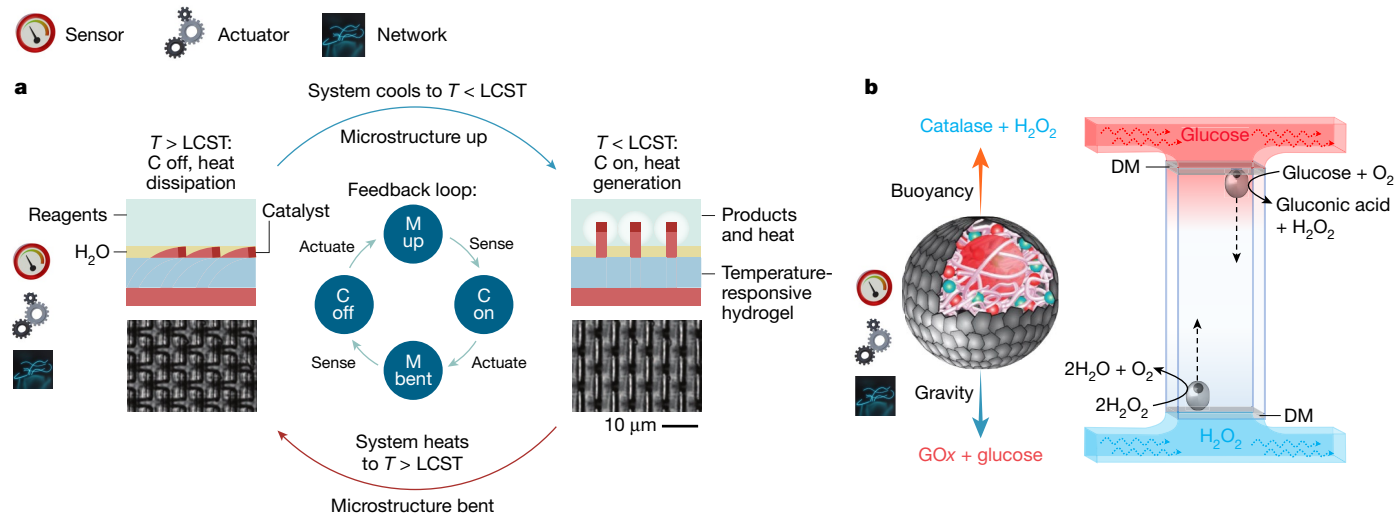 Sensor
Actuator
Network
a
System cools to T < LCST
Microstructure up
T > LCST:
C off, heat
dissipation
T < LCST:
C on, heat
generation
Feedback loop:
Reagents
Catalyst
H₂O
M
up
Sense
C
on
Actuate
M
bent
Sense
C
off
Actuate
Products
and heat
Temperature-
responsive
hydrogel
10 μm
System heats
to T > LCST
Microstructure bent
b
Catalase + H₂O₂
Buoyancy
Gravity
GOx + glucose
Glucose
DM
Glucose + O₂
Gluconic acid
+ H₂O₂
2H₂O + O₂
2H₂O₂
DM
H₂O₂